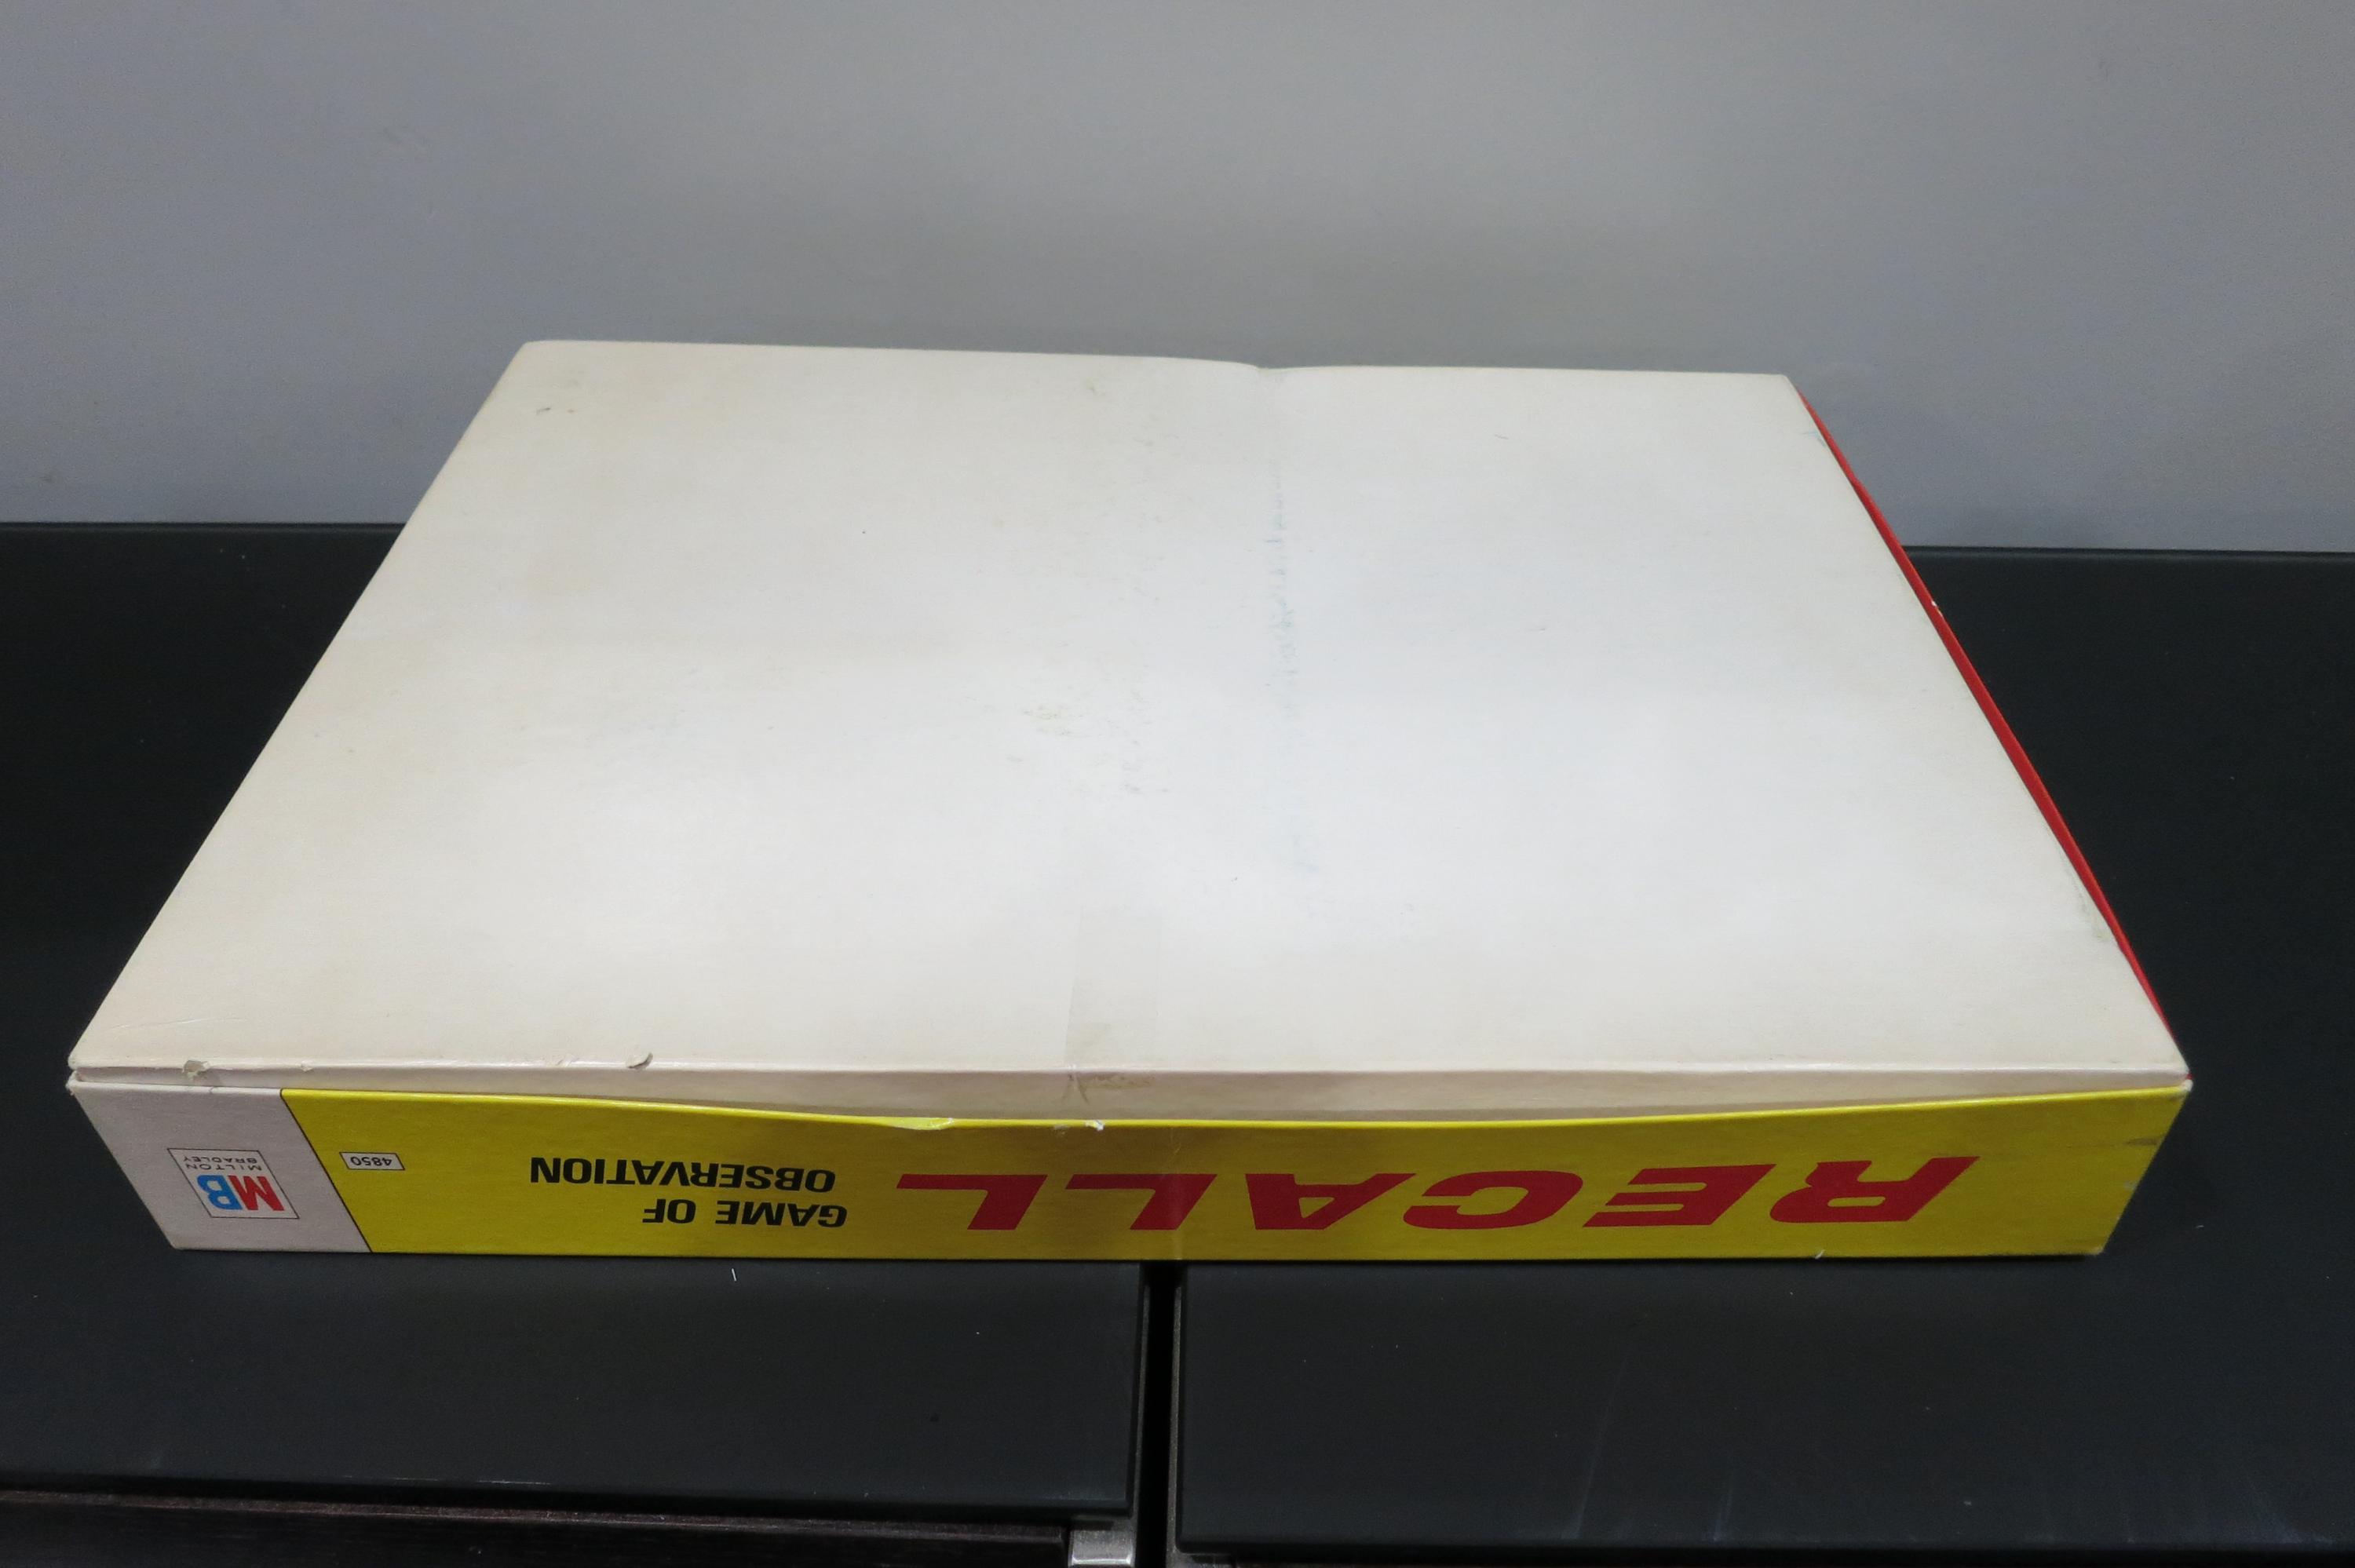 RECALL
GAME OF
OBSERVATION
4850
MB
MILTON
BRADLEY